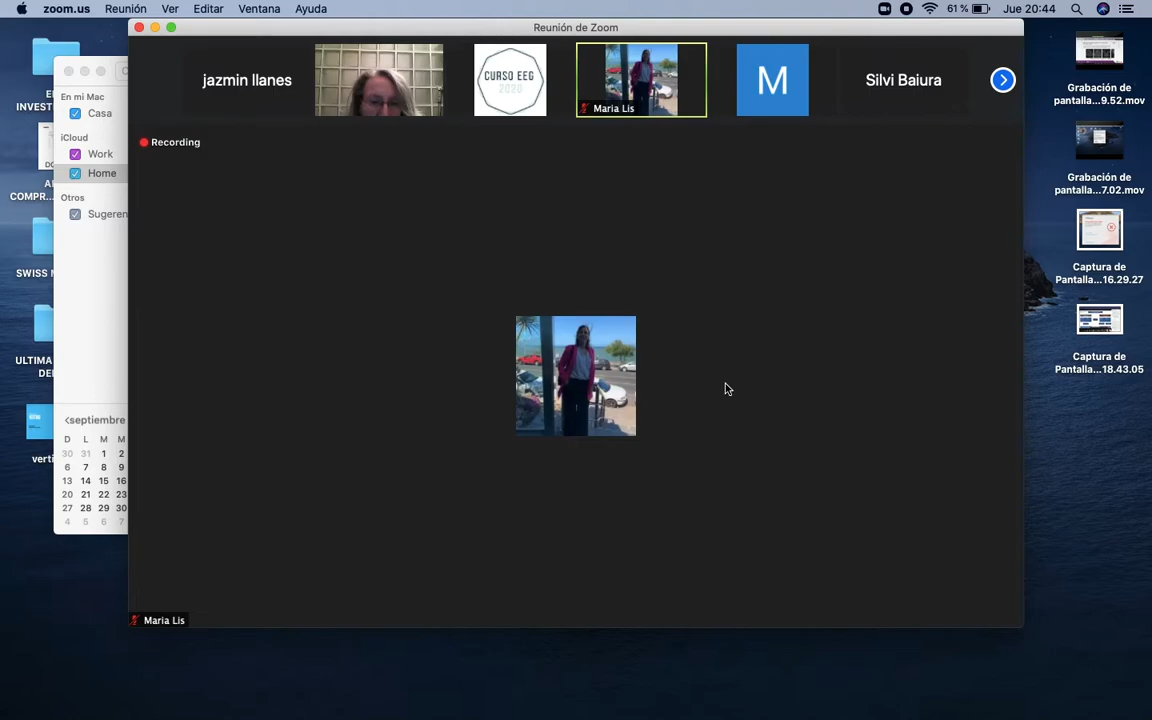 zoom.us Reunión Ver Editar Ventana Ayuda 61 % Jue 20:44
Reunión de Zoom
jazmin llanes
CURSO EEG
2020
Maria Lis
M
Silvi Baiura
Recording
Maria Lis
En mi Mac
Casa
iCloud
Work
Home
Otros
Sugeren
septiembre
D L M M
30 31 1 2
6 7 8 9
13 14 15 16
20 21 22 23
27 28 29 30
4 5 6 7
INVEST
COMPR...
SWISS M
ULTIMA
DE
verti
Grabación de
pantalla...9.52.mov
Grabación de
pantalla...7.02.mov
Captura de
Pantalla...16.29.27
Captura de
Pantalla...18.43.05